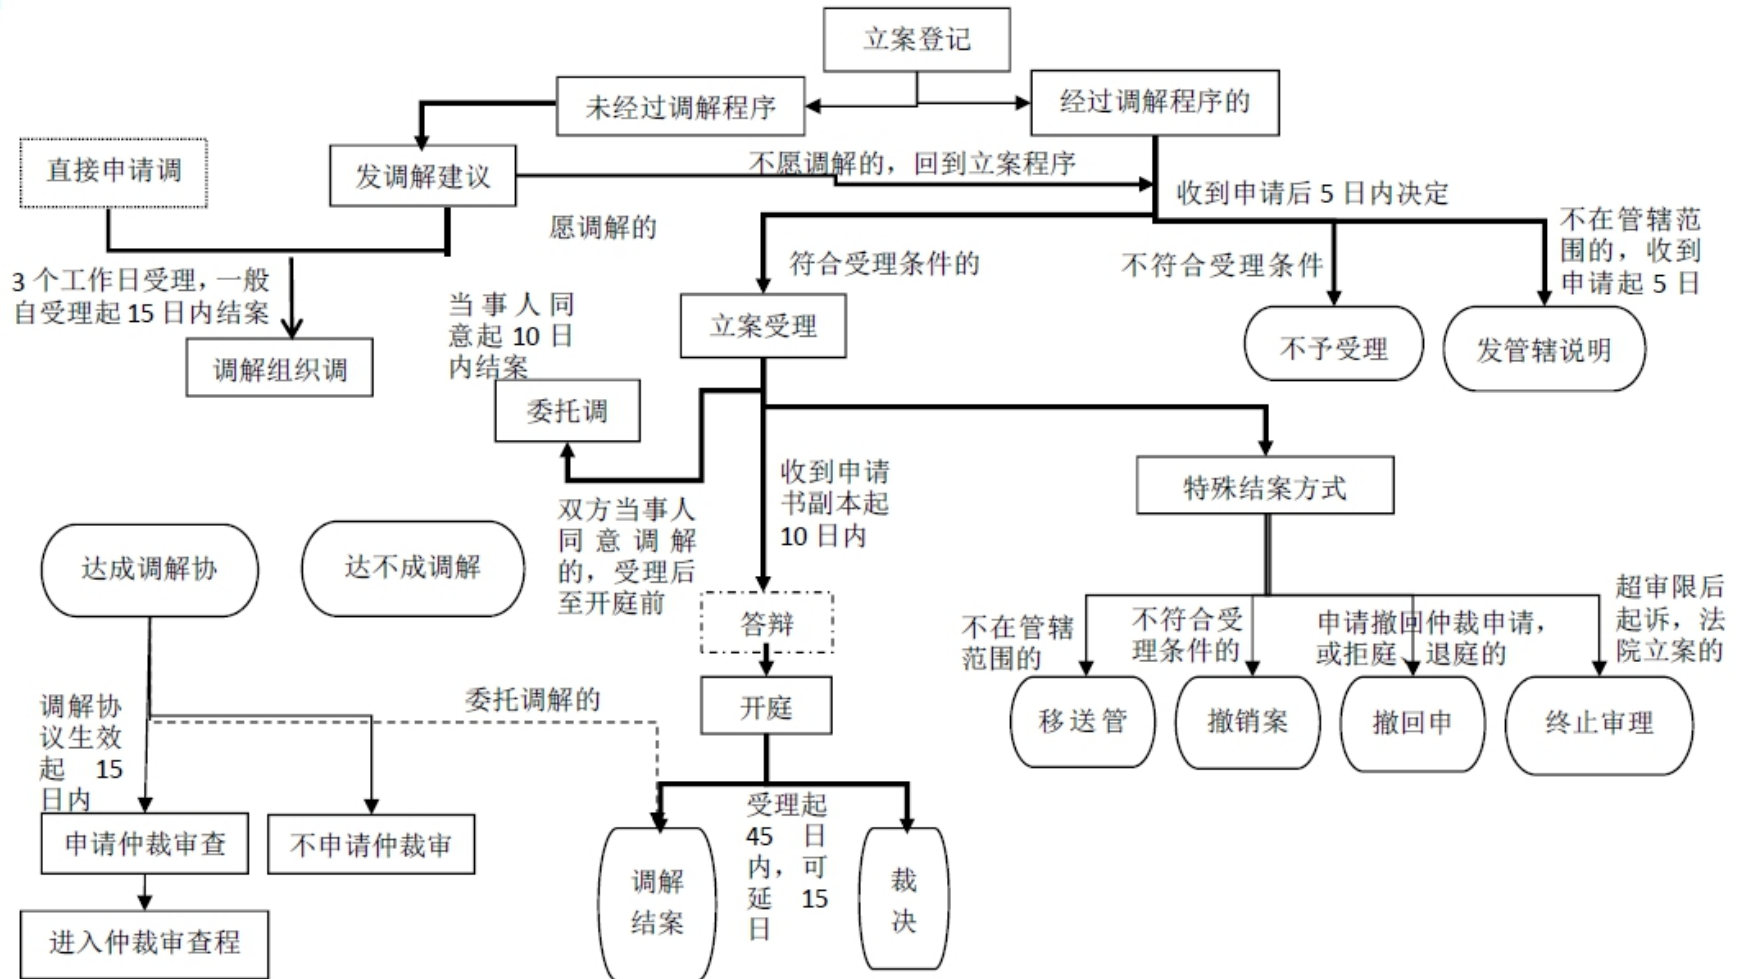 立案登记
未经过调解程序
经过调解程序的
直接申请调
发调解建议
不愿调解的，回到立案程序
收到申请后 5 日内决定
愿调解的
不在管辖范
围的，收到
申请起 5 日
符合受理条件的
不符合受理条件
3 个工作日受理，一般
自受理起 15 日内结案
当事人同
意起 10 日
内结案
立案受理
不予受理
发管辖说明
调解组织调
委托调
收到申请
书副本起
10 日内
特殊结案方式
双方当事人
同意调解
的，受理后
至开庭前
达成调解协
达不成调解
答辩
不在管辖
范围的
不符合受
理条件的
申请撤回仲裁申请，
或拒庭、退庭的
超审限后
起诉，法
院立案的
调解协
议生效
起 15
日内
委托调解的
开庭
移送管
撤销案
撤回申
终止审理
受理起
45 日
内，可
延 15
日
申请仲裁审查
不申请仲裁审
调解
结案
裁
决
进入仲裁审查程